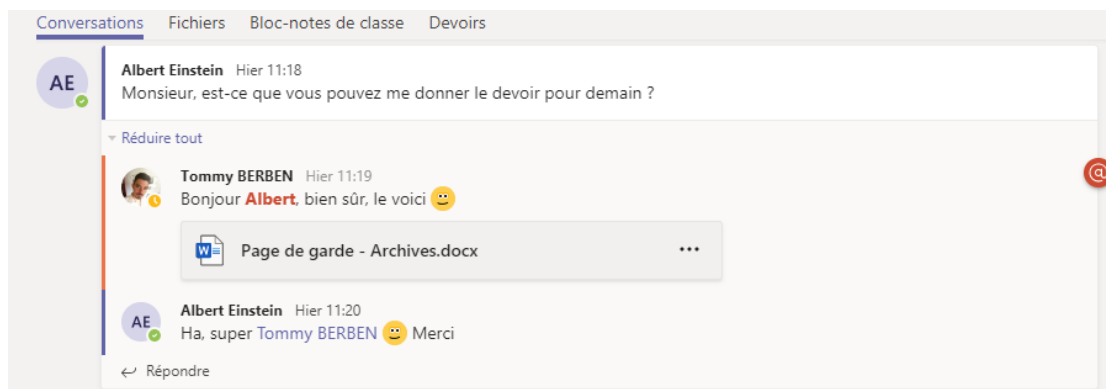 Conversations Fichiers Bloc-notes de classe Devoirs
AE
Albert Einstein Hier 11:18
Monsieur, est-ce que vous pouvez me donner le devoir pour demain ?
Réduire tout
Tommy BERBEN Hier 11:19
Bonjour Albert, bien sûr, le voici
W Page de garde - Archives.docx ...
AE
Albert Einstein Hier 11:20
Ha, super Tommy BERBEN Merci
Répondre
@